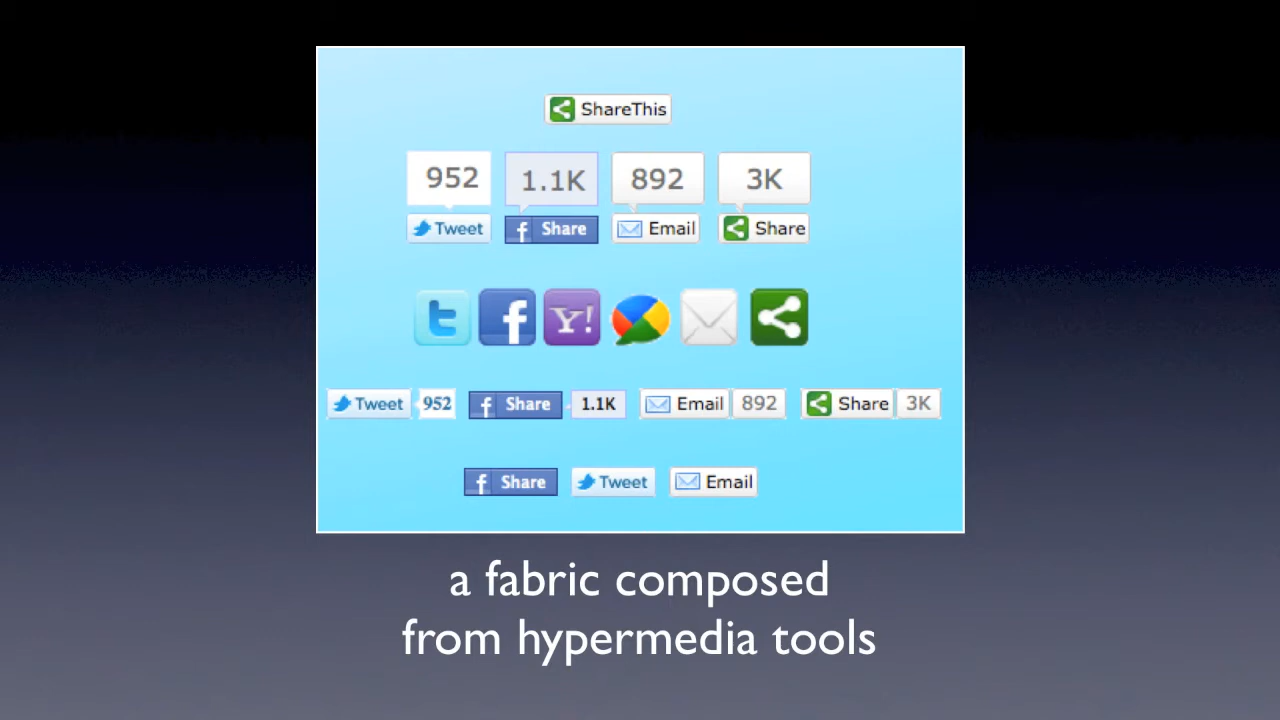 ShareThis
952 1.1K 892 3K
Tweet f Share Email Share
t f Y!
Tweet 952 f Share 1.1K Email 892 Share 3K
f Share Tweet Email
a fabric composed
from hypermedia tools